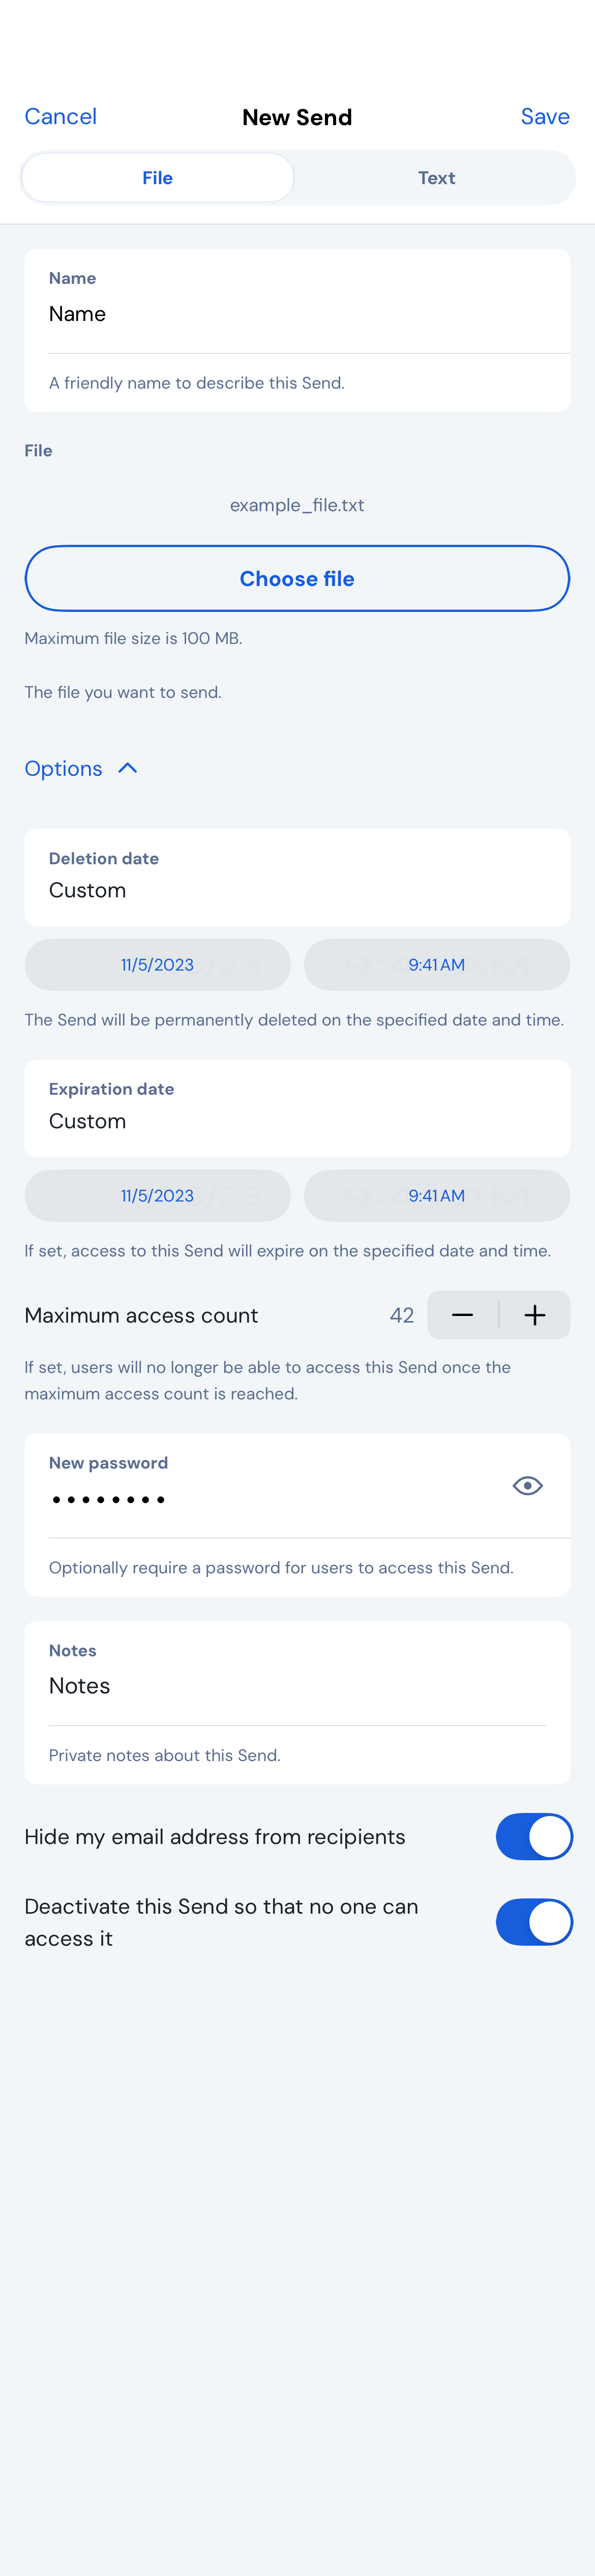 Cancel New Send Save
File Text
Name
Name
A friendly name to describe this Send.
File
example_file.txt
Choose file
Maximum file size is 100 MB.
The file you want to send.
Options
Deletion date
Custom
11/5/2023 9:41 AM
The Send will be permanently deleted on the specified date and time.
Expiration date
Custom
11/5/2023 9:41 AM
If set, access to this Send will expire on the specified date and time.
Maximum access count 42
If set, users will no longer be able to access this Send once the
maximum access count is reached.
New password
••••••••
Optionally require a password for users to access this Send.
Notes
Notes
Private notes about this Send.
Hide my email address from recipients
Deactivate this Send so that no one can
access it